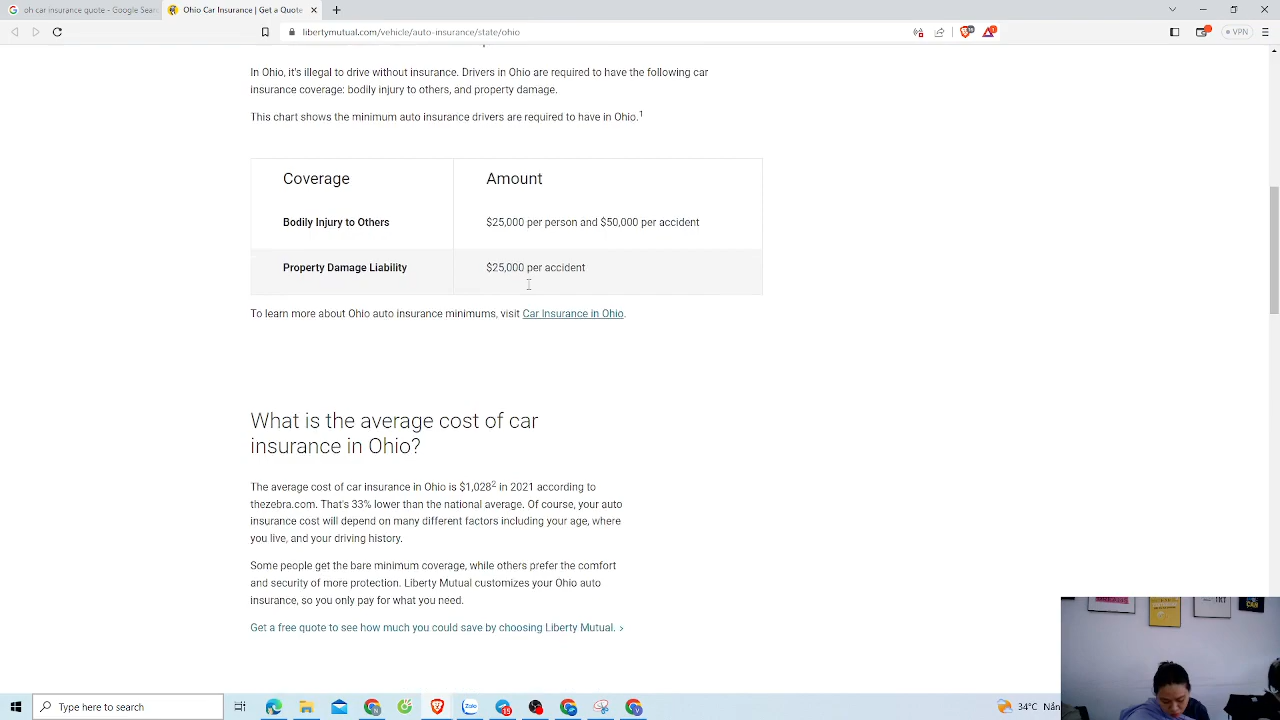 oh car insurance quote - Google Sear
Ohio Car Insurance | Get a Quote
libertymutual.com/vehicle/auto-insurance/state/ohio
VPN
In Ohio, it's illegal to drive without insurance. Drivers in Ohio are required to have the following car
insurance coverage: bodily injury to others, and property damage.
This chart shows the minimum auto insurance drivers are required to have in Ohio.1
Coverage Amount
Bodily Injury to Others $25,000 per person and $50,000 per accident
Property Damage Liability $25,000 per accident
To learn more about Ohio auto insurance minimums, visit Car Insurance in Ohio.
What is the average cost of car
insurance in Ohio?
The average cost of car insurance in Ohio is $1,0282 in 2021 according to
thezebra.com. That's 33% lower than the national average. Of course, your auto
insurance cost will depend on many different factors including your age, where
you live, and your driving history.
Some people get the bare minimum coverage, while others prefer the comfort
and security of more protection. Liberty Mutual customizes your Ohio auto
insurance, so you only pay for what you need.
Get a free quote to see how much you could save by choosing Liberty Mutual. >
Type here to search
Zalo
34°C Nắn